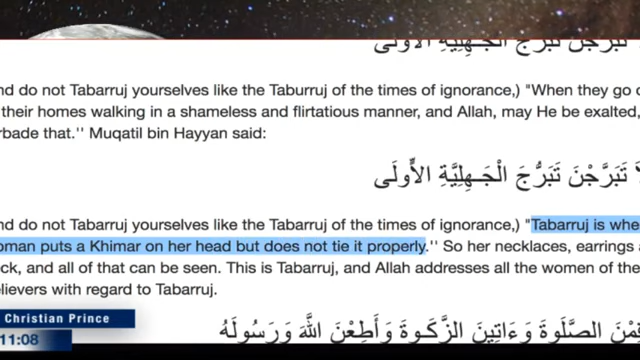 nd do not Tabarruj yourselves like the Taburruj of the times of ignorance,) "When they go o
their homes walking in a shameless and flirtatious manner, and Allah, may He be exalted,
rbade that.'' Muqatil bin Hayyan said:
لاَ تَبَرَّجْنَ تَبَرُّجَ الْجَـهِلِيَّةِ الاٍّولَى
nd do not Tabarruj yourselves like the Tabarruj of the times of ignorance,) "Tabarruj is whe
oman puts a Khimar on her head but does not tie it properly.'' So her necklaces, earrings a
ck, and all of that can be seen. This is Tabarruj, and Allah addresses all the women of the
lievers with regard to Tabarruj.
قِمْنَ الصَّلَوةَ وَءَاتِينَ الزَّكَـوةَ وَأَطِعْنَ اللَّهَ وَرَسُولَهُ
Christian Prince
11:08